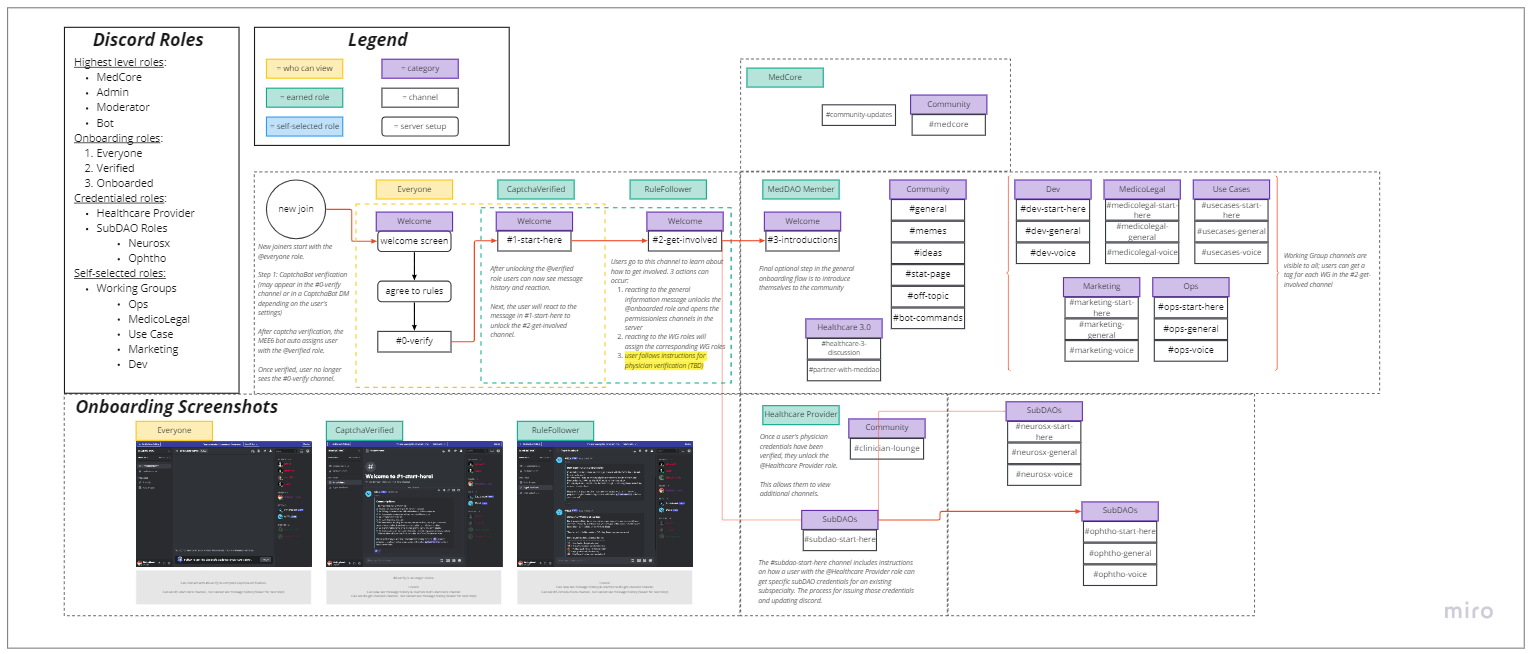 Discord Roles
Highest level roles:
• MedCore
• Admin
• Moderator
• Bot
Onboarding roles:
1. Everyone
2. Verified
3. Onboarded
Credentialed roles:
• Healthcare Provider
• SubDAO Roles
• Neurosx
• Ophtho
Self-selected roles:
• Working Groups
• Ops
• MedicoLegal
• Use Case
• Marketing
• Dev
Legend
= who can view
= category
= earned role
= channel
= self-selected role
= server setup
MedCore
#community-updates
Community
#medcore
new join
New joiners start with the
@everyone role.
Step 1: CaptchaBot verification
(may appear in the #0-verify
channel or in a CaptchaBot DM
depending on the user's
settings)
After captcha verification, the
MEE6 bot auto assigns user
with the @verified role.
Once verified, user no longer
sees the #0-verify channel.
Everyone
Welcome
welcome screen
agree to rules
#0-verify
CaptchaVerified
Welcome
#1-start-here
After unlocking the @verified
role users can now see message
history and reaction.
Next, the user will react to the
message in #1-start-here to
unlock the #2-get-involved
channel.
RuleFollower
Welcome
#2-get-involved
Users go to this channel to learn about
how to get involved. 3 actions can
occur:
1. reacting to the general
information message unlocks the
@onboarded role and opens the
permissionless channels in the
server
2. reacting to the WG roles will
assign the corresponding WG roles
3. user follows instructions for
physician verification (TBD)
MedDAO Member
Welcome
#3-introductions
Final optional step in the general
onboarding flow is to introduce
themselves to the community
Healthcare 3.0
#healthcare-3-
discussion
#partner-with-meddao
Community
#general
#memes
#ideas
#stat-page
#off-topic
#bot-commands
Dev
#dev-start-here
#dev-general
#dev-voice
MedicoLegal
#medicolegal-start-
here
#medicolegal-
general
#medicolegal-voice
Use Cases
#usecases-start-
here
#usecases-general
#usecases-voice
Marketing
#marketing-start-
here
#marketing-
general
#marketing-voice
Ops
#ops-start-here
#ops-general
#ops-voice
Working Group channels are
visible to all; users can get a
tag for each WG in the #2-get-
involved channel
Onboarding Screenshots
Everyone
CaptchaVerified
Welcome to #1-start-here!
RuleFollower
Healthcare Provider
Once a user's physician
credentials have been
verified, they unlock the
@Healthcare Provider role.
This allows them to view
additional channels.
Community
#clinician-lounge
SubDAOs
#subdao-start-here
The #subdao-start-here channel includes instructions
on how a user with the @Healthcare Provider role can
get specific subDAO credentials for an existing
subspecialty. The process for issuing those credentials
and updating discord.
SubDAOs
#neurosx-start-
here
#neurosx-general
#neurosx-voice
SubDAOs
#ophtho-start-here
#ophtho-general
#ophtho-voice
miro